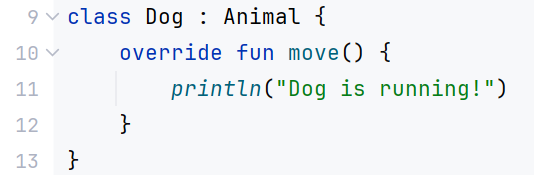 9 class Dog : Animal {
10     override fun move() {
11         println("Dog is running!")
12     }
13 }